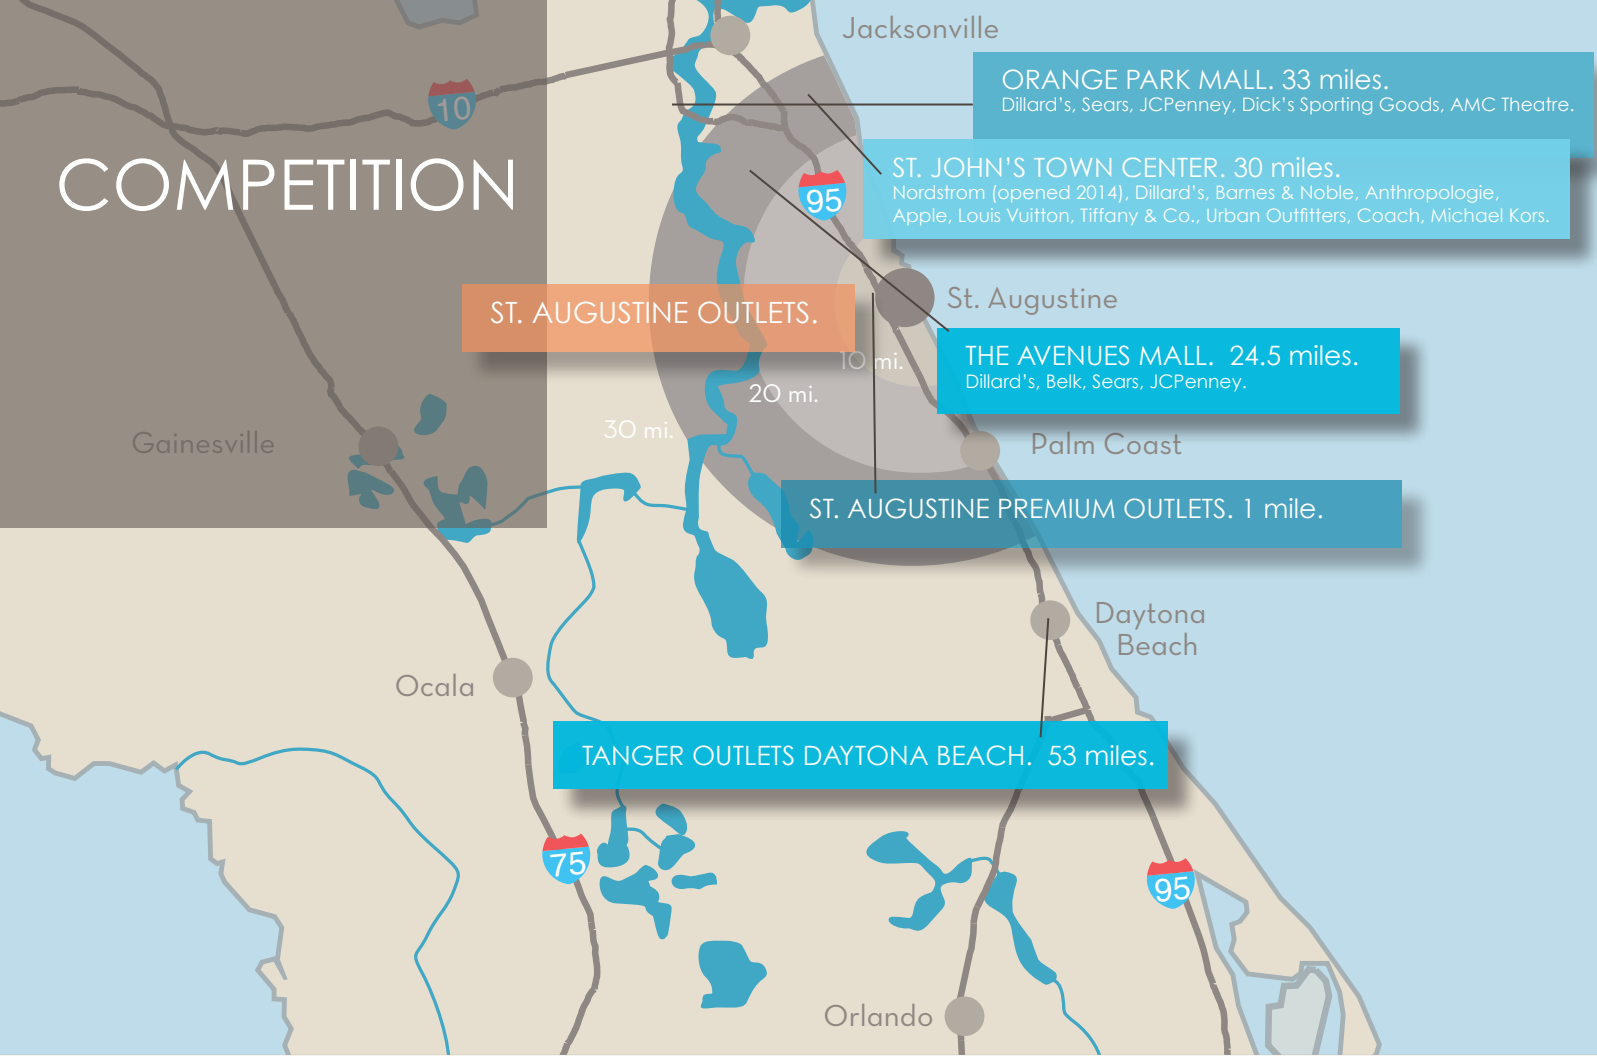 Jacksonville
ORANGE PARK MALL. 33 miles.
Dillard's, Sears, JCPenney, Dick's Sporting Goods, AMC Theatre.
10
COMPETITION
ST. JOHN'S TOWN CENTER. 30 miles.
Nordstrom (opened 2014), Dillard's, Barnes & Noble, Anthropologie,
Apple, Louis Vuitton, Tiffany & Co., Urban Outfitters, Coach, Michael Kors.
95
St. Augustine
ST. AUGUSTINE OUTLETS.
THE AVENUES MALL. 24.5 miles.
Dillard's, Belk, Sears, JCPenney.
10 mi.
20 mi.
30 mi.
Gainesville
Palm Coast
ST. AUGUSTINE PREMIUM OUTLETS. 1 mile.
Daytona
Beach
Ocala
TANGER OUTLETS DAYTONA BEACH. 53 miles.
75
95
Orlando